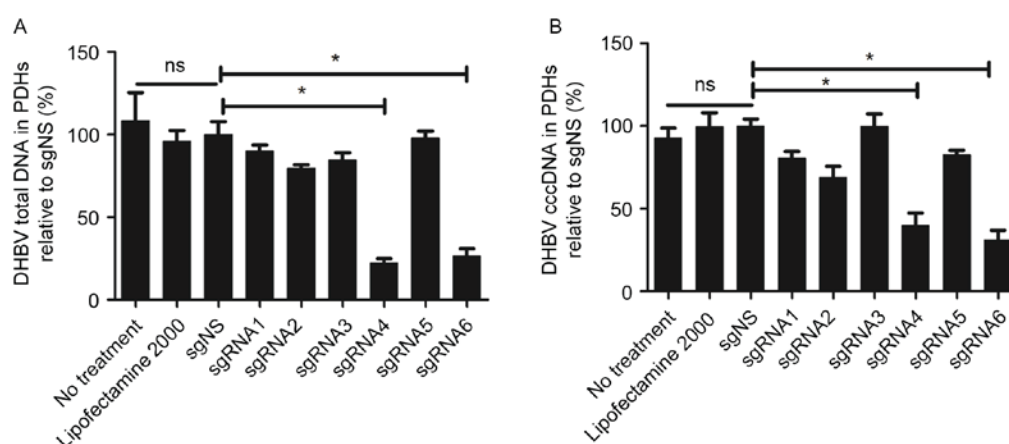 A
DHBV total DNA in PDHs
relative to sgNS (%)
150
100
50
0
ns
*
*
No treatment
Lipofectamine 2000
sgNS
sgRNA1
sgRNA2
sgRNA3
sgRNA4
sgRNA5
sgRNA6
B
DHBV cccDNA in PDHs
relative to sgNS (%)
150
100
50
0
ns
*
*
No treatment
Lipofectamine 2000
sgNS
sgRNA1
sgRNA2
sgRNA3
sgRNA4
sgRNA5
sgRNA6